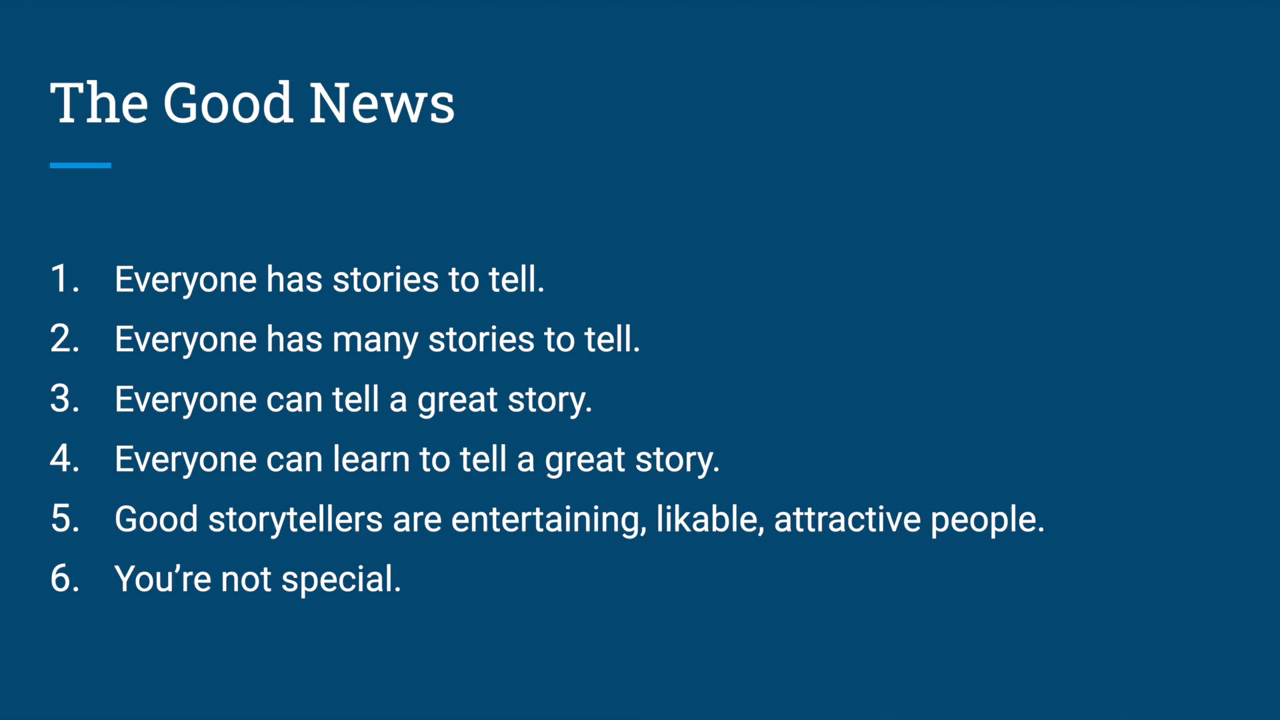 The Good News
1. Everyone has stories to tell.
2. Everyone has many stories to tell.
3. Everyone can tell a great story.
4. Everyone can learn to tell a great story.
5. Good storytellers are entertaining, likable, attractive people.
6. You’re not special.